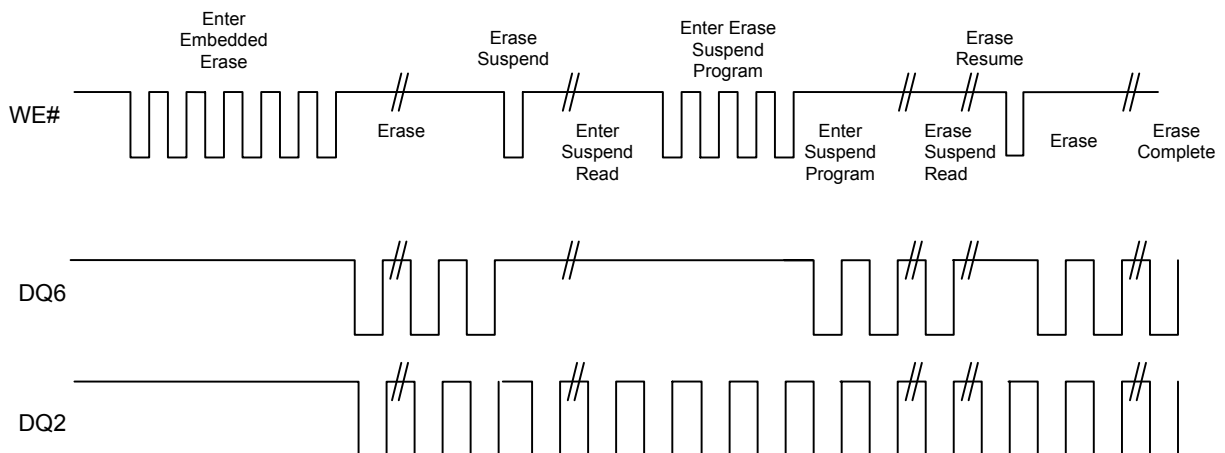 Enter
Embedded
Erase
Erase
Suspend
Enter Erase
Suspend
Program
Erase
Resume
WE#
Erase
Enter
Suspend
Read
Enter
Suspend
Program
Erase
Suspend
Read
Erase
Erase
Complete
DQ6
DQ2